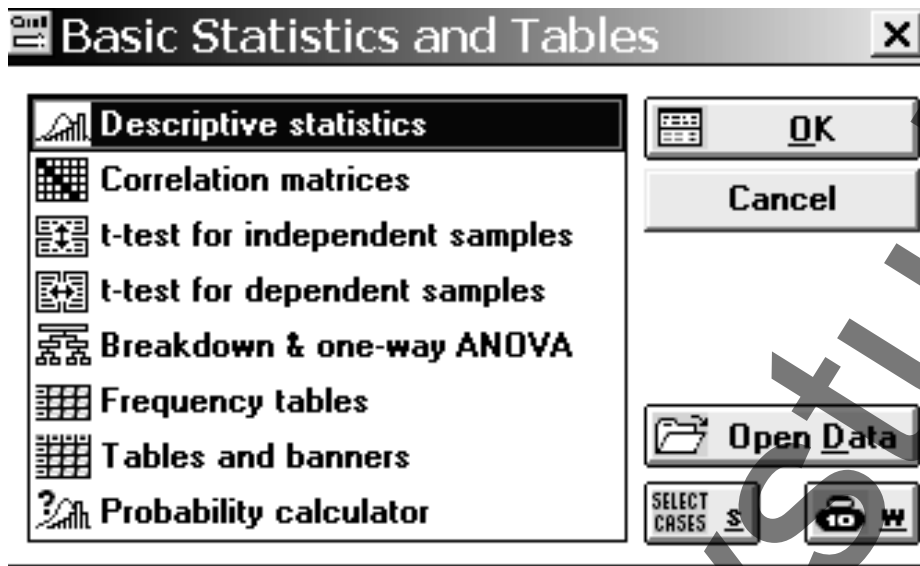 Basic Statistics and Tables
Descriptive statistics
Correlation matrices
t-test for independent samples
t-test for dependent samples
Breakdown & one-way ANOVA
Frequency tables
Tables and banners
Probability calculator
OK
Cancel
Open Data
SELECT
CASES S
10 W